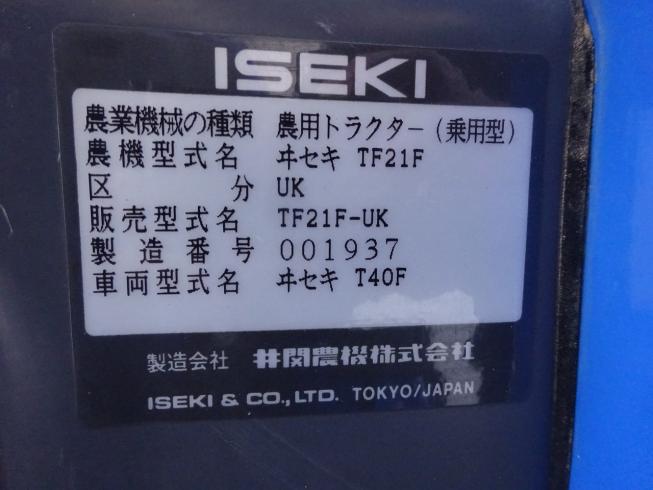 ISEKI
農業機械の種類 農用トラクター(乗用型)
農機型式名 ヰセキ TF21F
区分 UK
販売型式名 TF21F-UK
製造番号 001937
車両型式名 ヰセキ T40F
製造会社 井関農機株式会社
ISEKI & CO.,LTD. TOKYO/JAPAN